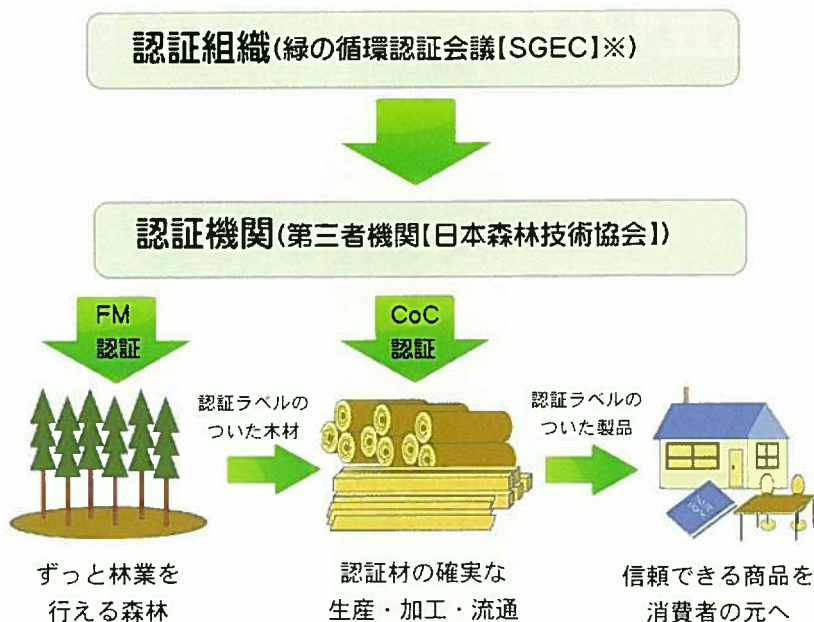 認証組織(緑の循環認証会議【SGEC】※)
認証機関(第三者機関【日本森林技術協会】)
FM
認証
CoC
認証
認証ラベルの
ついた木材
認証ラベルの
ついた製品
ずっと林業を
行える森林
認証材の確実な
生産・加工・流通
信頼できる商品を
消費者の元へ